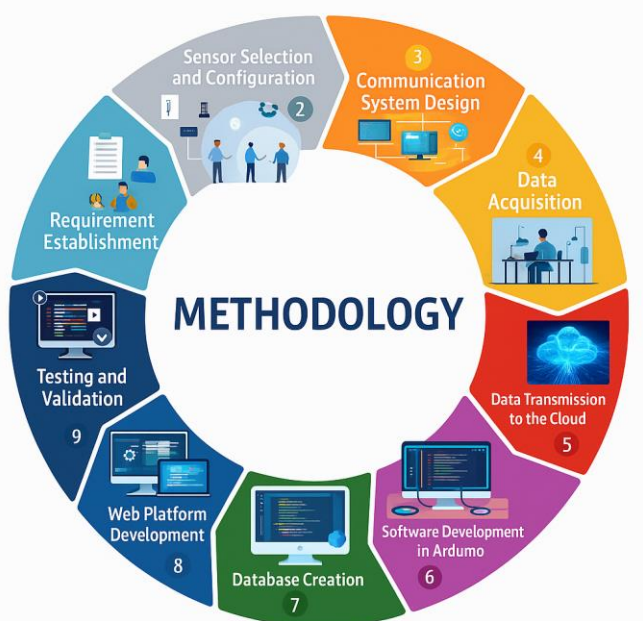 METHODOLOGY
Requirement
Establishment
Sensor Selection
and Configuration
2
3
Communication
System Design
4
Data
Acquisition
Data Transmission
to the Cloud
5
Software Development
in Ardumo
6
Database Creation
7
Web Platform
Development
8
Testing and
Validation
9